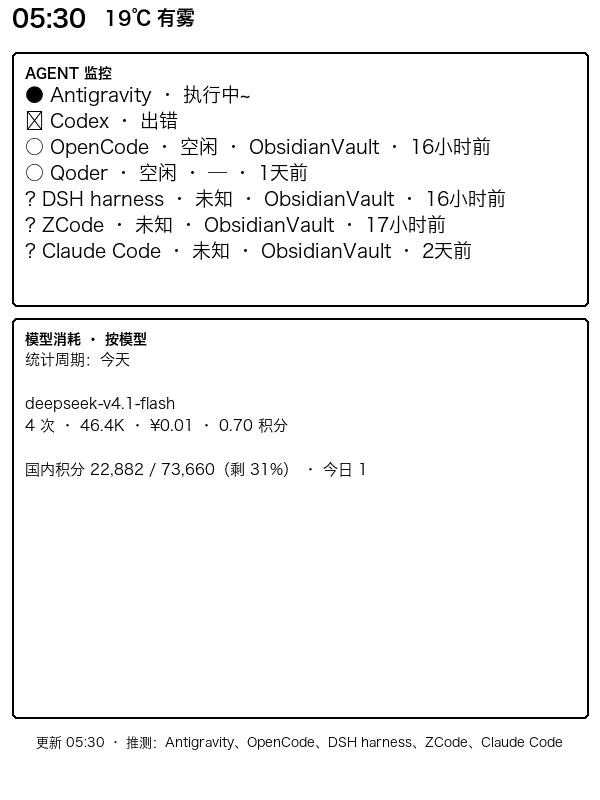 05:30 19℃ 有雾
AGENT 监控
● Antigravity · 执行中~
☒ Codex · 出错
○ OpenCode · 空闲 · ObsidianVault · 16小时前
○ Qoder · 空闲 · — · 1天前
? DSH harness · 未知 · ObsidianVault · 16小时前
? ZCode · 未知 · ObsidianVault · 17小时前
? Claude Code · 未知 · ObsidianVault · 2天前
模型消耗 · 按模型
统计周期：今天
deepseek-v4.1-flash
4 次 · 46.4K · ¥0.01 · 0.70 积分
国内积分 22,882 / 73,660（剩 31%） · 今日 1
更新 05:30 · 推测：Antigravity、OpenCode、DSH harness、ZCode、Claude Code